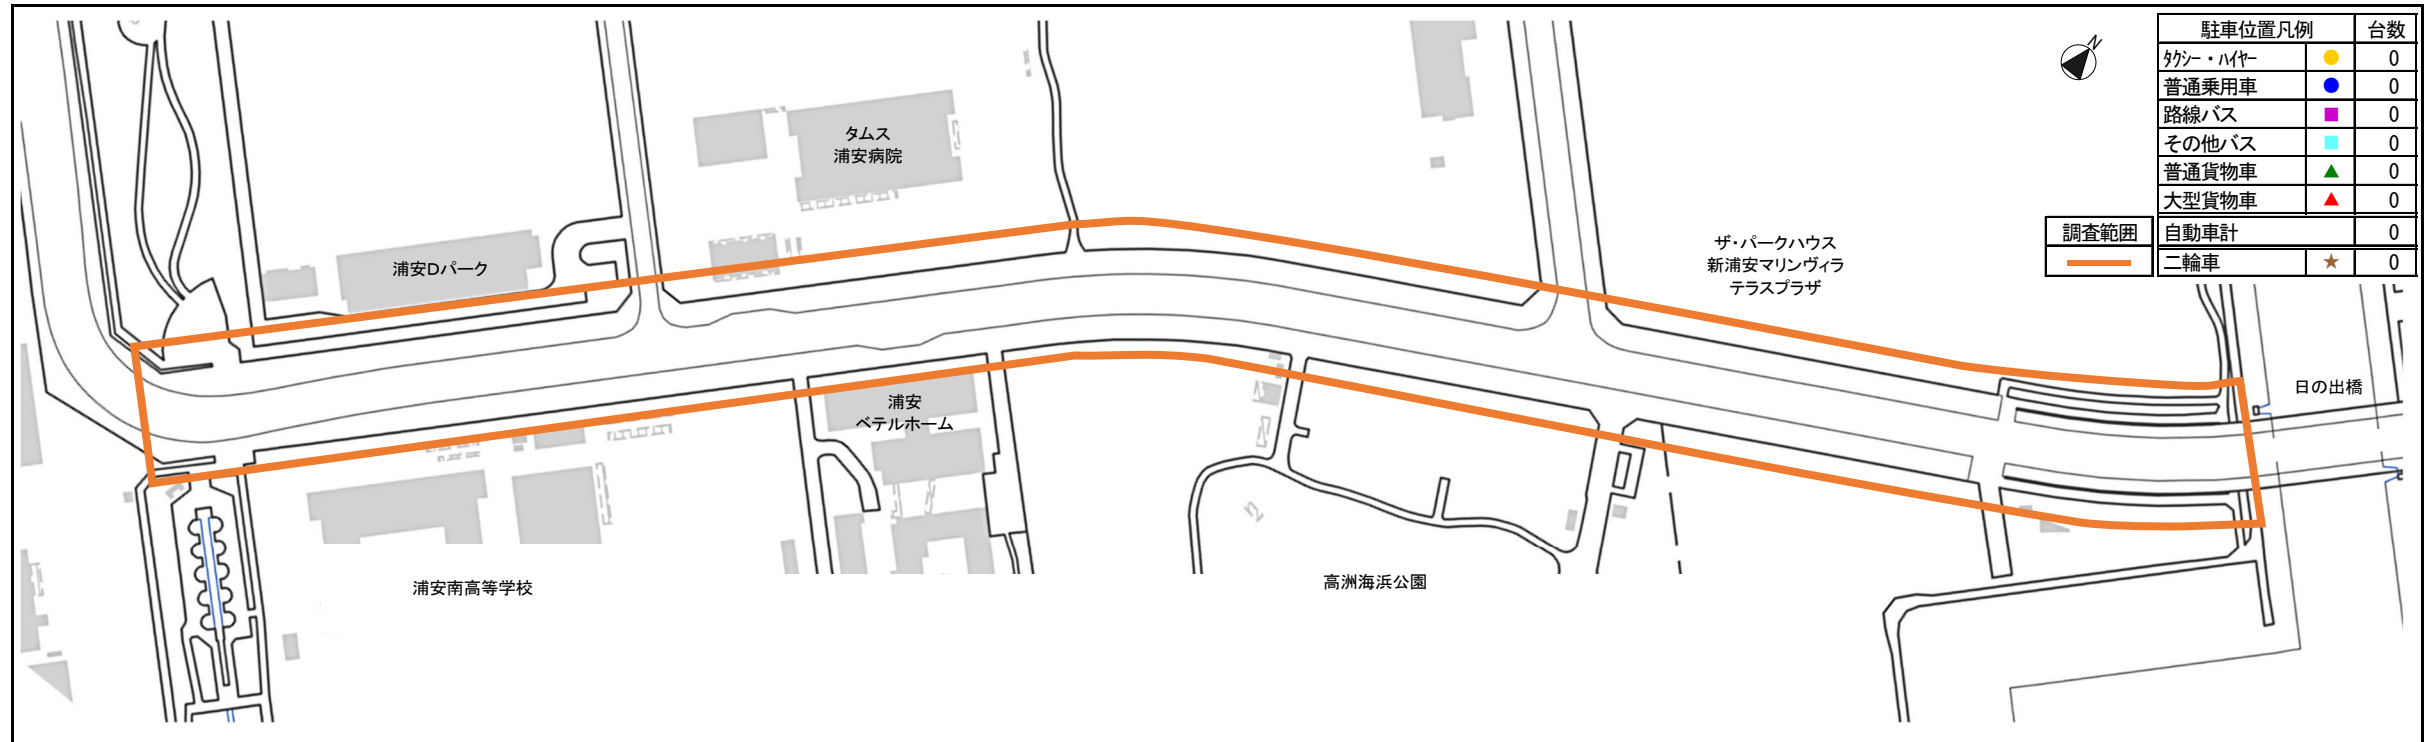 N
駐車位置凡例 台数
ﾀｸｼｰ・ﾊｲﾔｰ 0
普通乗用車 0
路線バス 0
その他バス 0
普通貨物車 0
大型貨物車 0
調査範囲 自動車計 0
二輪車 0
タムス
浦安病院
浦安Dパーク
ザ・パークハウス
新浦安マリンヴィラ
テラスプラザ
日の出橋
浦安
ベテルホーム
浦安南高等学校
高洲海浜公園